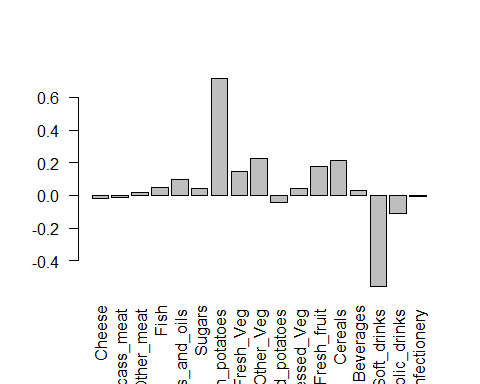 0.6
0.4
0.2
0.0
-0.2
-0.4
Cheese
cass_meat
Other_meat
Fish
s_and_oils
Sugars
n_potatoes
Fresh_Veg
Other_Veg
d_potatoes
essed_Veg
Fresh_fruit
Cereals
Beverages
Soft_drinks
olic_drinks
nfectionery